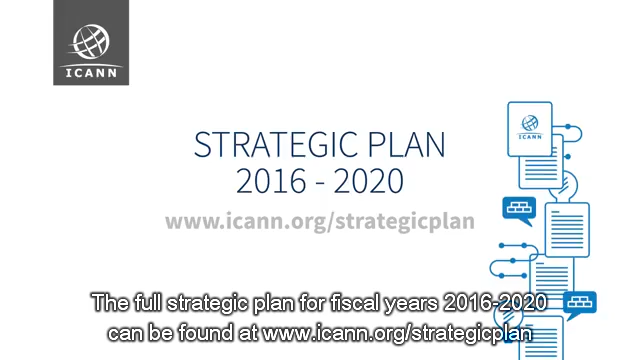 ICANN
STRATEGIC PLAN
2016 - 2020
www.icann.org/strategicplan
ICANN
The full strategic plan for fiscal years 2016-2020
can be found at www.icann.org/strategicplan